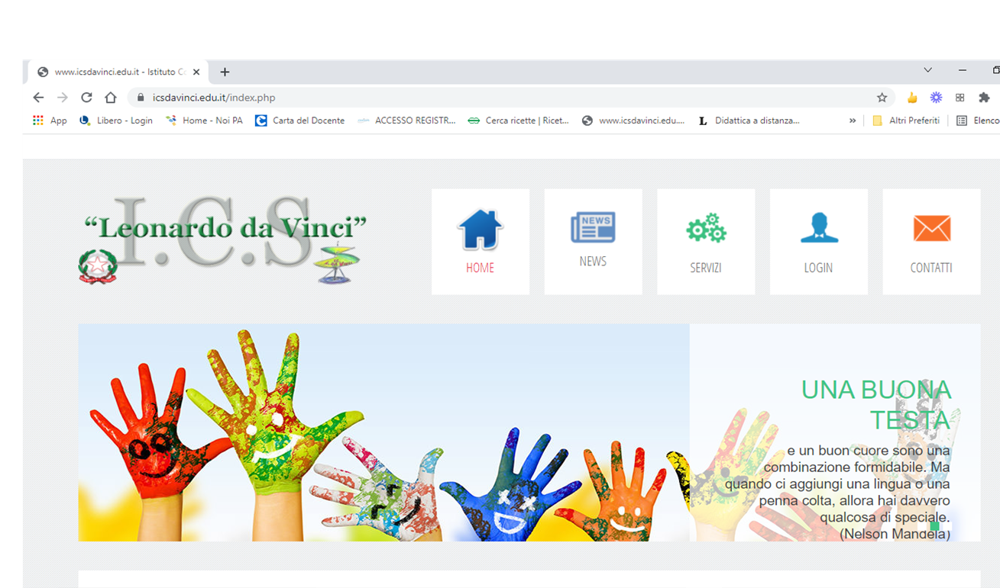 www.icsdavinci.edu.it - Istituto Co
icsdavinci.edu.it/index.php
App Libero - Login Home - Noi PA Carta del Docente ACCESSO REGISTR... Cerca ricette | Ricet... www.icsdavinci.edu.... L Didattica a distanza... » Altri Preferiti Elenco
I.C.S.
“Leonardo da Vinci”
HOME
NEWS
NEWS
SERVIZI
LOGIN
CONTATTI
UNA BUONA
TESTA
e un buon cuore sono una
combinazione formidabile. Ma
quando ci aggiungi una lingua o una
penna colta, allora hai davvero
qualcosa di speciale.
(Nelson Mandela)